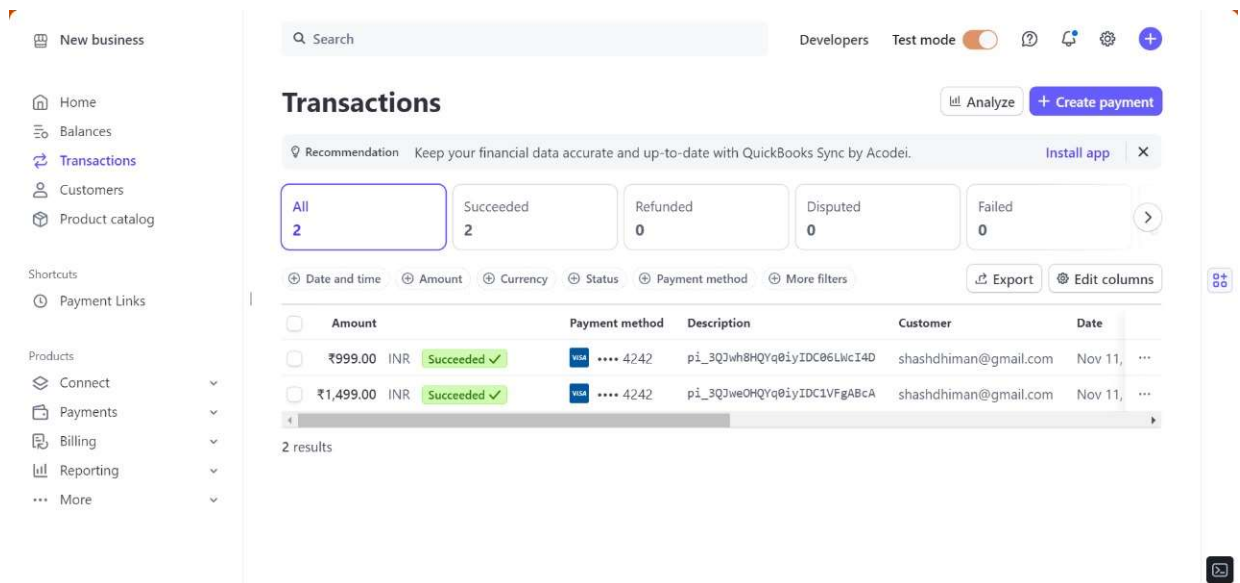 New business
Search
Developers Test mode
Home
Balances
Transactions
Customers
Product catalog
Shortcuts
Payment Links
Products
Connect
Payments
Billing
Reporting
More
Transactions
Analyze
+ Create payment
Recommendation Keep your financial data accurate and up-to-date with QuickBooks Sync by Acodei. Install app
All Succeeded Refunded Disputed Failed
2 2 0 0 0
Date and time Amount Currency Status Payment method More filters Export Edit columns
Amount Payment method Description Customer Date
₹999.00 INR Succeeded ✓ VISA •••• 4242 pi_3QJwh8HQYq0iyIDC06LWcI4D shashdhiman@gmail.com Nov 11, ···
₹1,499.00 INR Succeeded ✓ VISA •••• 4242 pi_3QJweOHQYq0iyIDC1VFgABcA shashdhiman@gmail.com Nov 11, ···
2 results